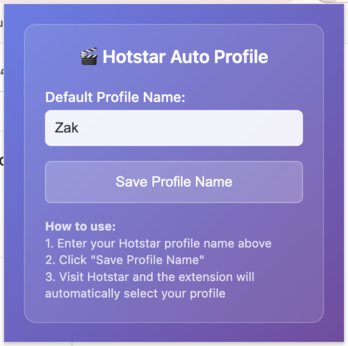 🎬 Hotstar Auto Profile
Default Profile Name:
Zak
Save Profile Name
How to use:
1. Enter your Hotstar profile name above
2. Click "Save Profile Name"
3. Visit Hotstar and the extension will
automatically select your profile